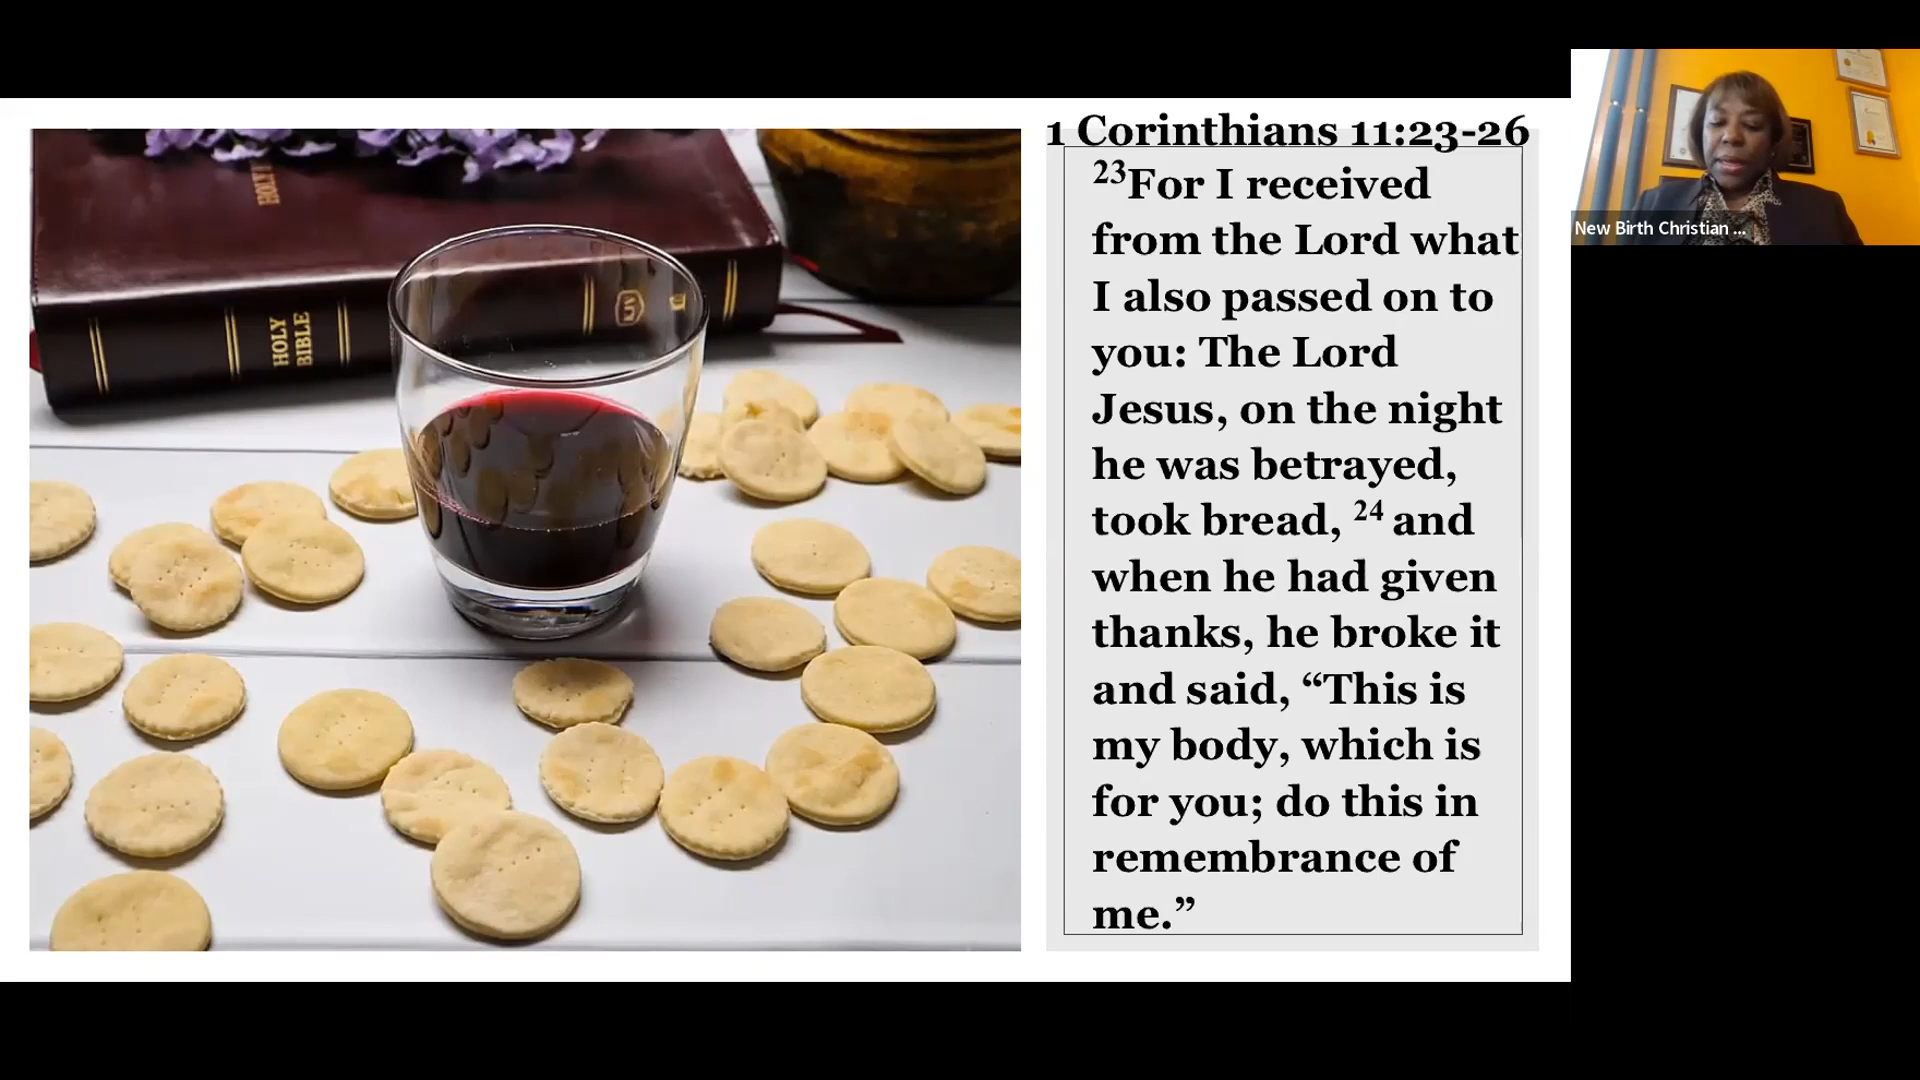 1 Corinthians 11:23-26
23For I received
from the Lord what
I also passed on to
you: The Lord
Jesus, on the night
he was betrayed,
took bread, 24 and
when he had given
thanks, he broke it
and said, “This is
my body, which is
for you; do this in
remembrance of
me.”
HOLY
BIBLE
KJV
HOLY
New Birth Christian ...